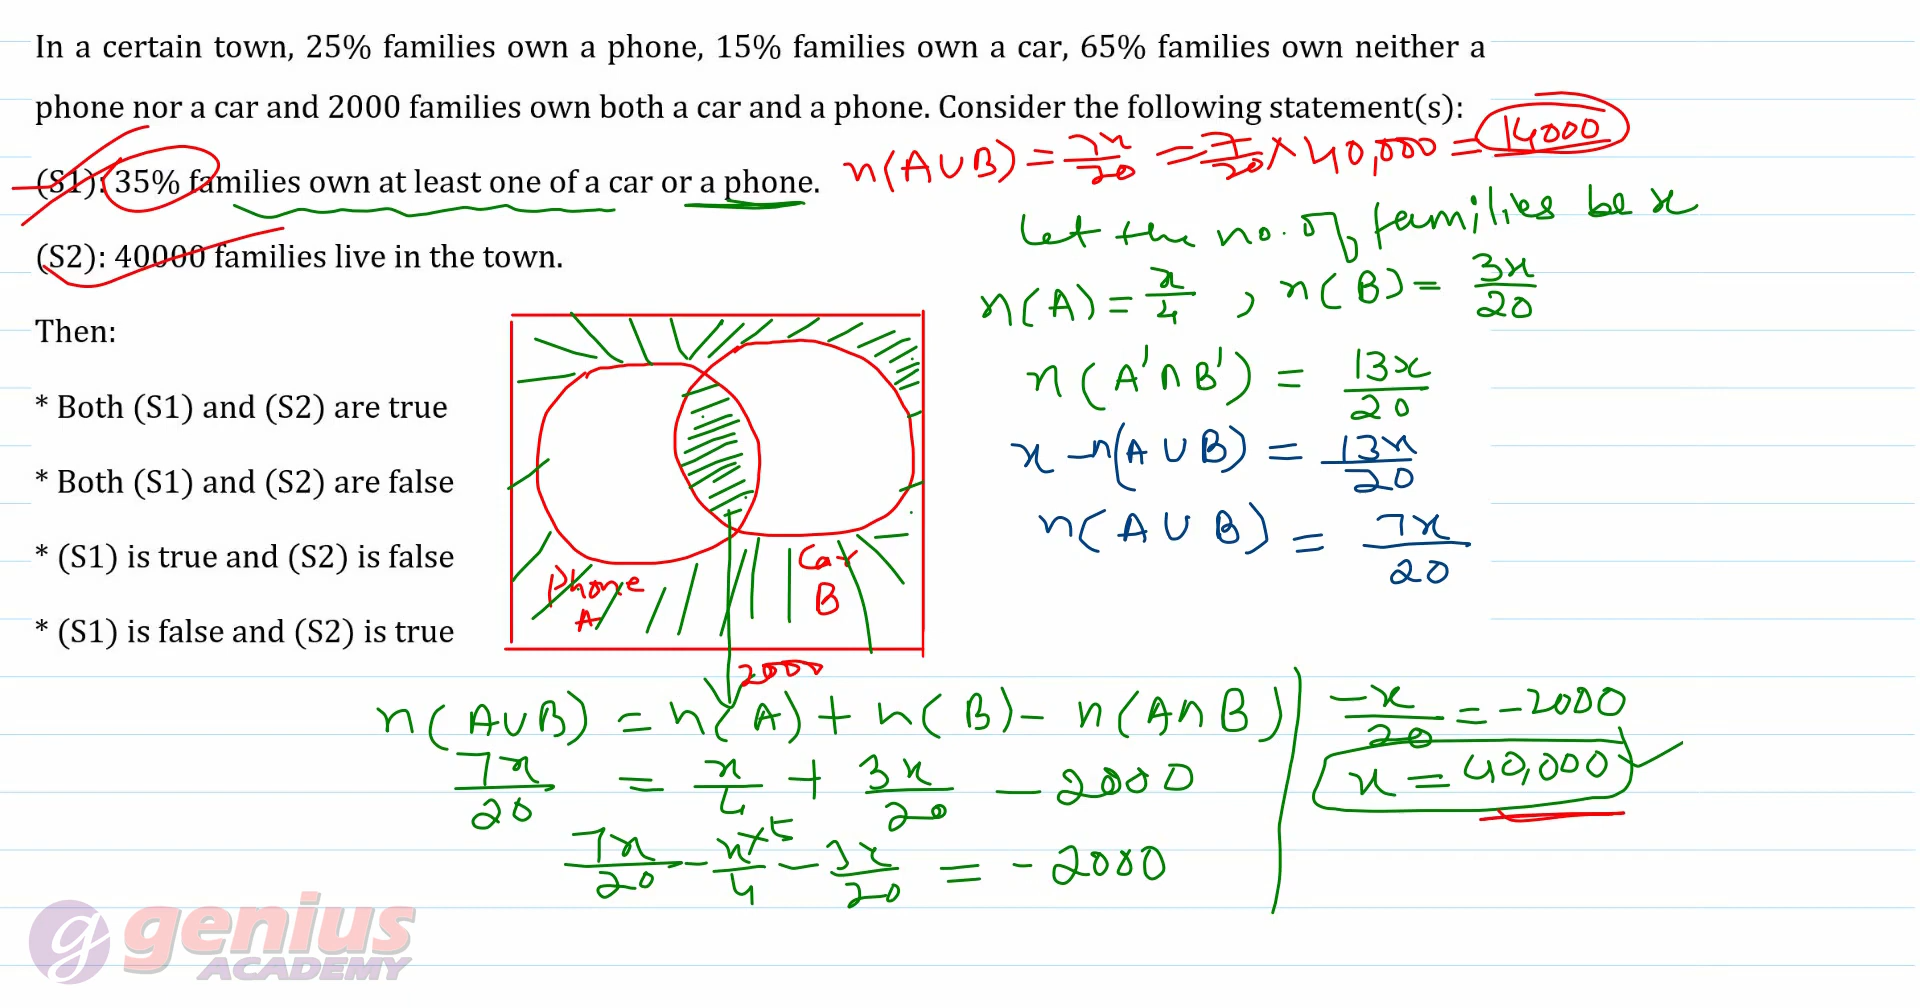 In a certain town, 25% families own a phone, 15% families own a car, 65% families own neither a
phone nor a car and 2000 families own both a car and a phone. Consider the following statement(s):
(S1): 35% families own at least one of a car or a phone.
n(A∪B) = 7x/20 = 7/20 × 40,000 = 14000
Let the no. of families be x
(S2): 40000 families live in the town.
n(A) = x/4 , n(B) = 3x/20
Then:
n(A'∩B') = 13x/20
* Both (S1) and (S2) are true
x - n(A∪B) = 13x/20
* Both (S1) and (S2) are false
n(A∪B) = 7x/20
* (S1) is true and (S2) is false
Phone
A
Car
B
* (S1) is false and (S2) is true
2000
n(A∪B) = n(A) + n(B) - n(A∩B)
7x/20 = x/4 + 3x/20 - 2000
7x/20 - x×5/4 - 3x/20 = -2000
-x/20 = -2000
x = 40,000
g genius
ACADEMY